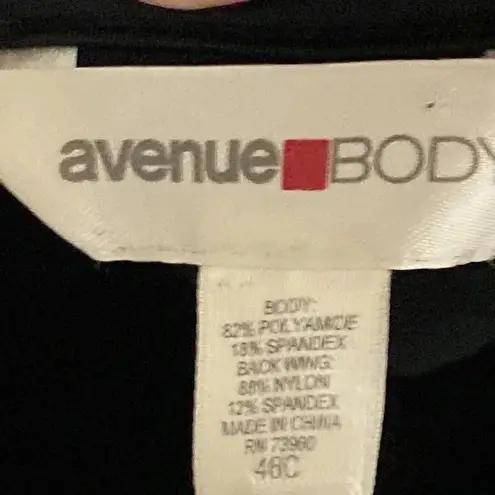 avenue BODY
BODY:
82% POLYAMIDE
18% SPANDEX
BACK WING:
88% NYLON
12% SPANDEX
MADE IN CHINA
RN 73960
46C